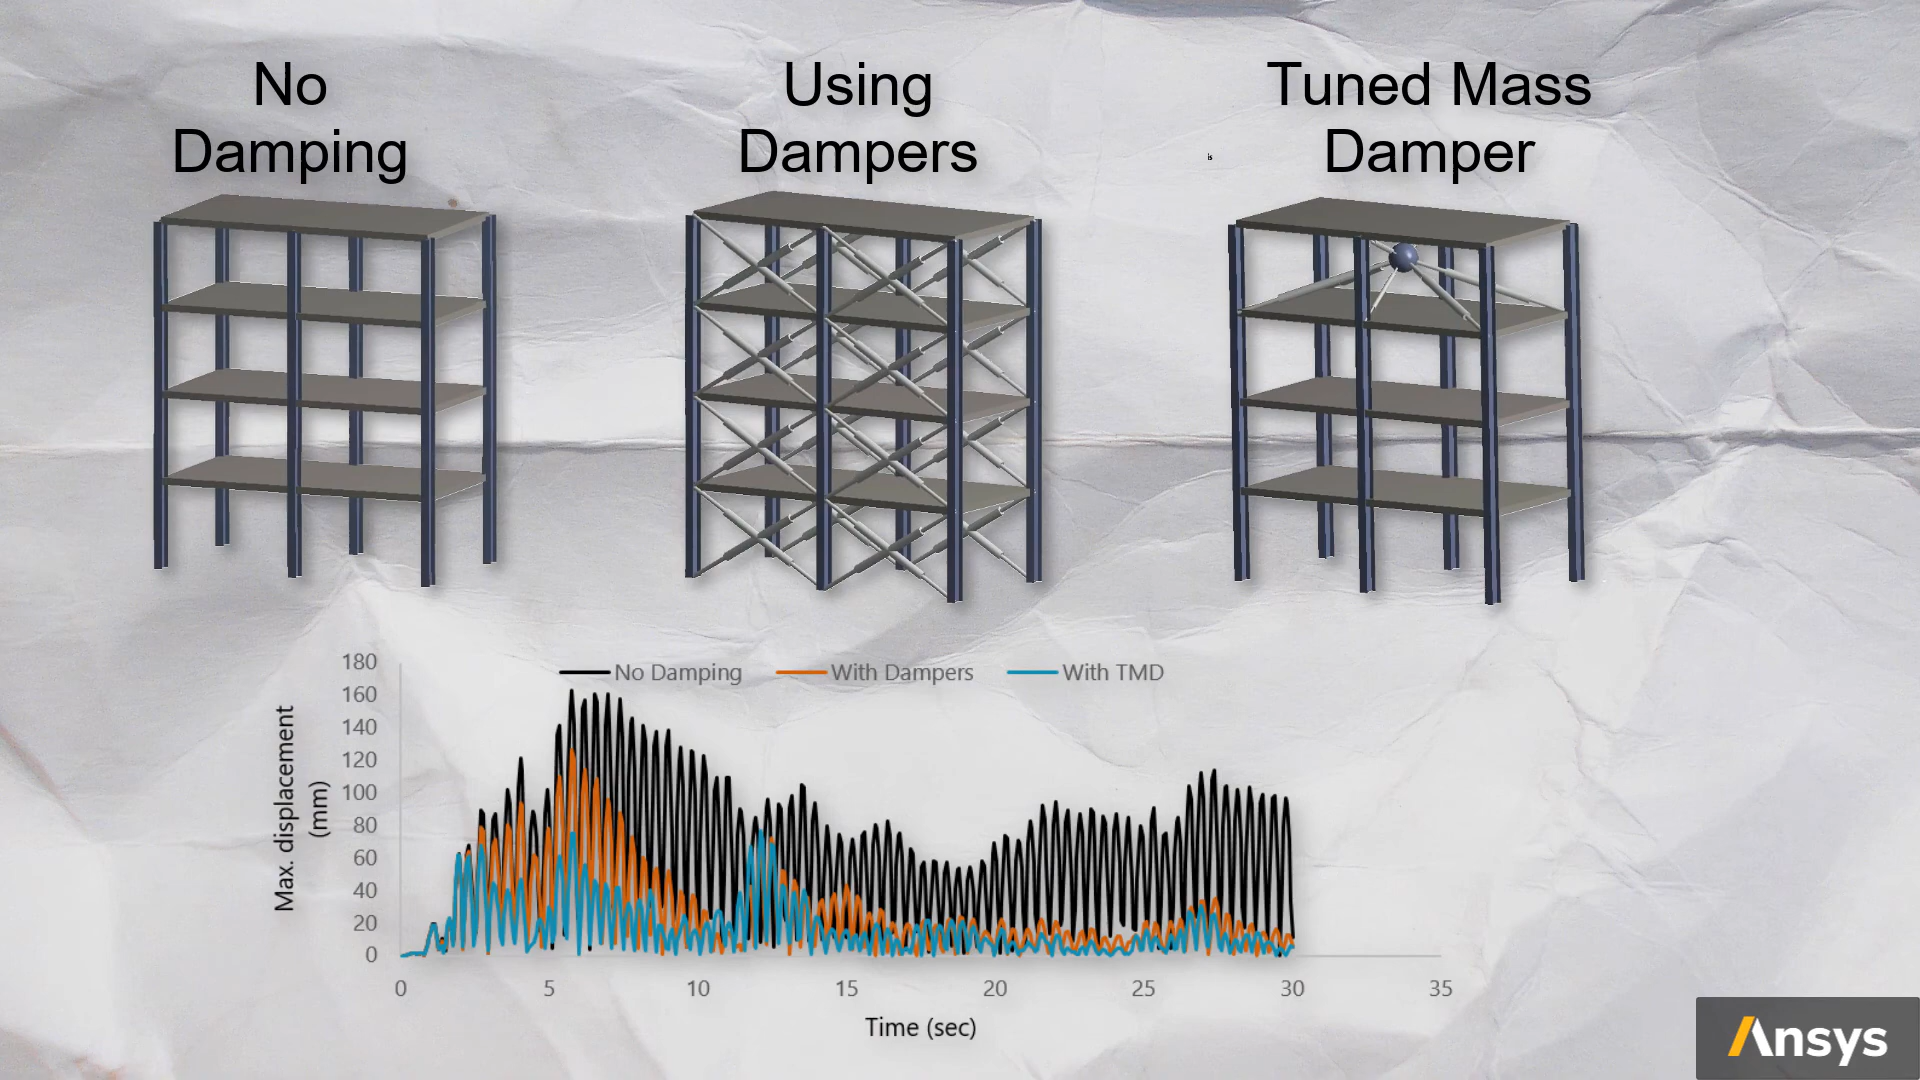 No
Damping
Using
Dampers
Tuned Mass
Damper
is
No Damping
With Dampers
With TMD
Max. displacement
(mm)
180
160
140
120
100
80
60
40
20
0
0
5
10
15
20
25
30
35
Time (sec)
Ansys